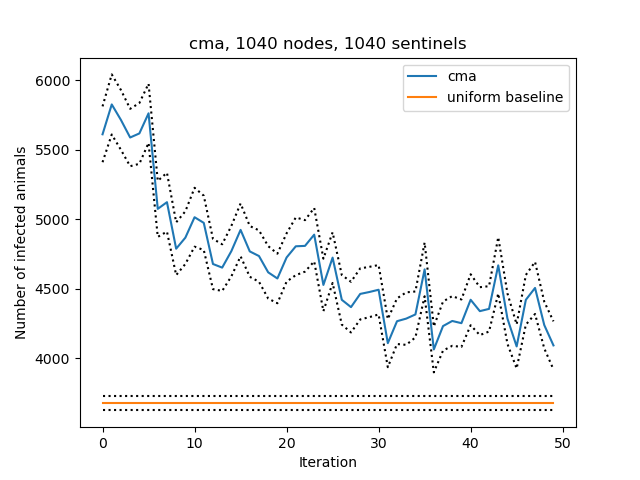 cma, 1040 nodes, 1040 sentinels
cma
uniform baseline
Number of infected animals
6000
5500
5000
4500
4000
0 10 20 30 40 50
Iteration